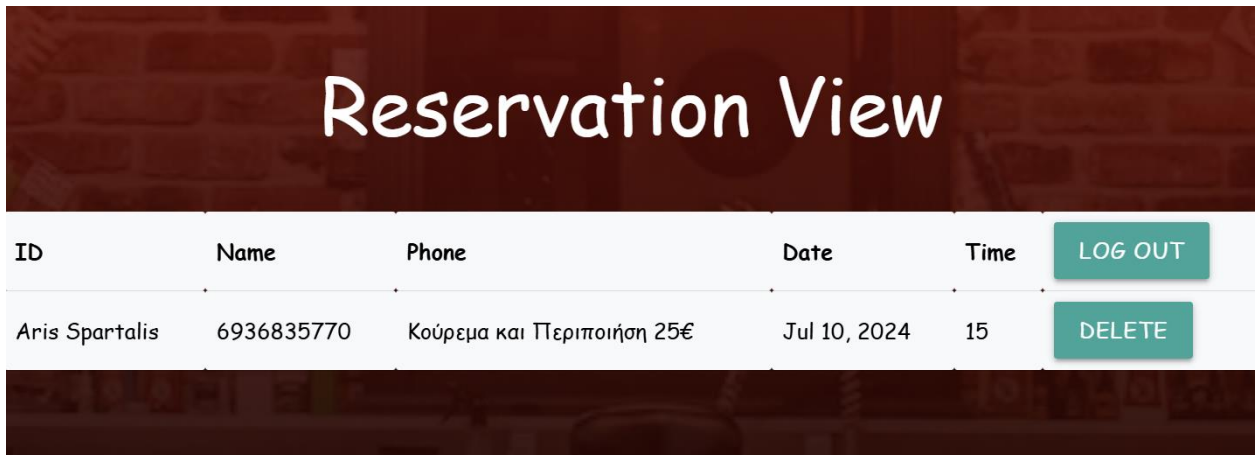 Reservation View
ID Name Phone Date Time LOG OUT
Aris Spartalis 6936835770 Κούρεμα και Περιποιήση 25€ Jul 10, 2024 15 DELETE